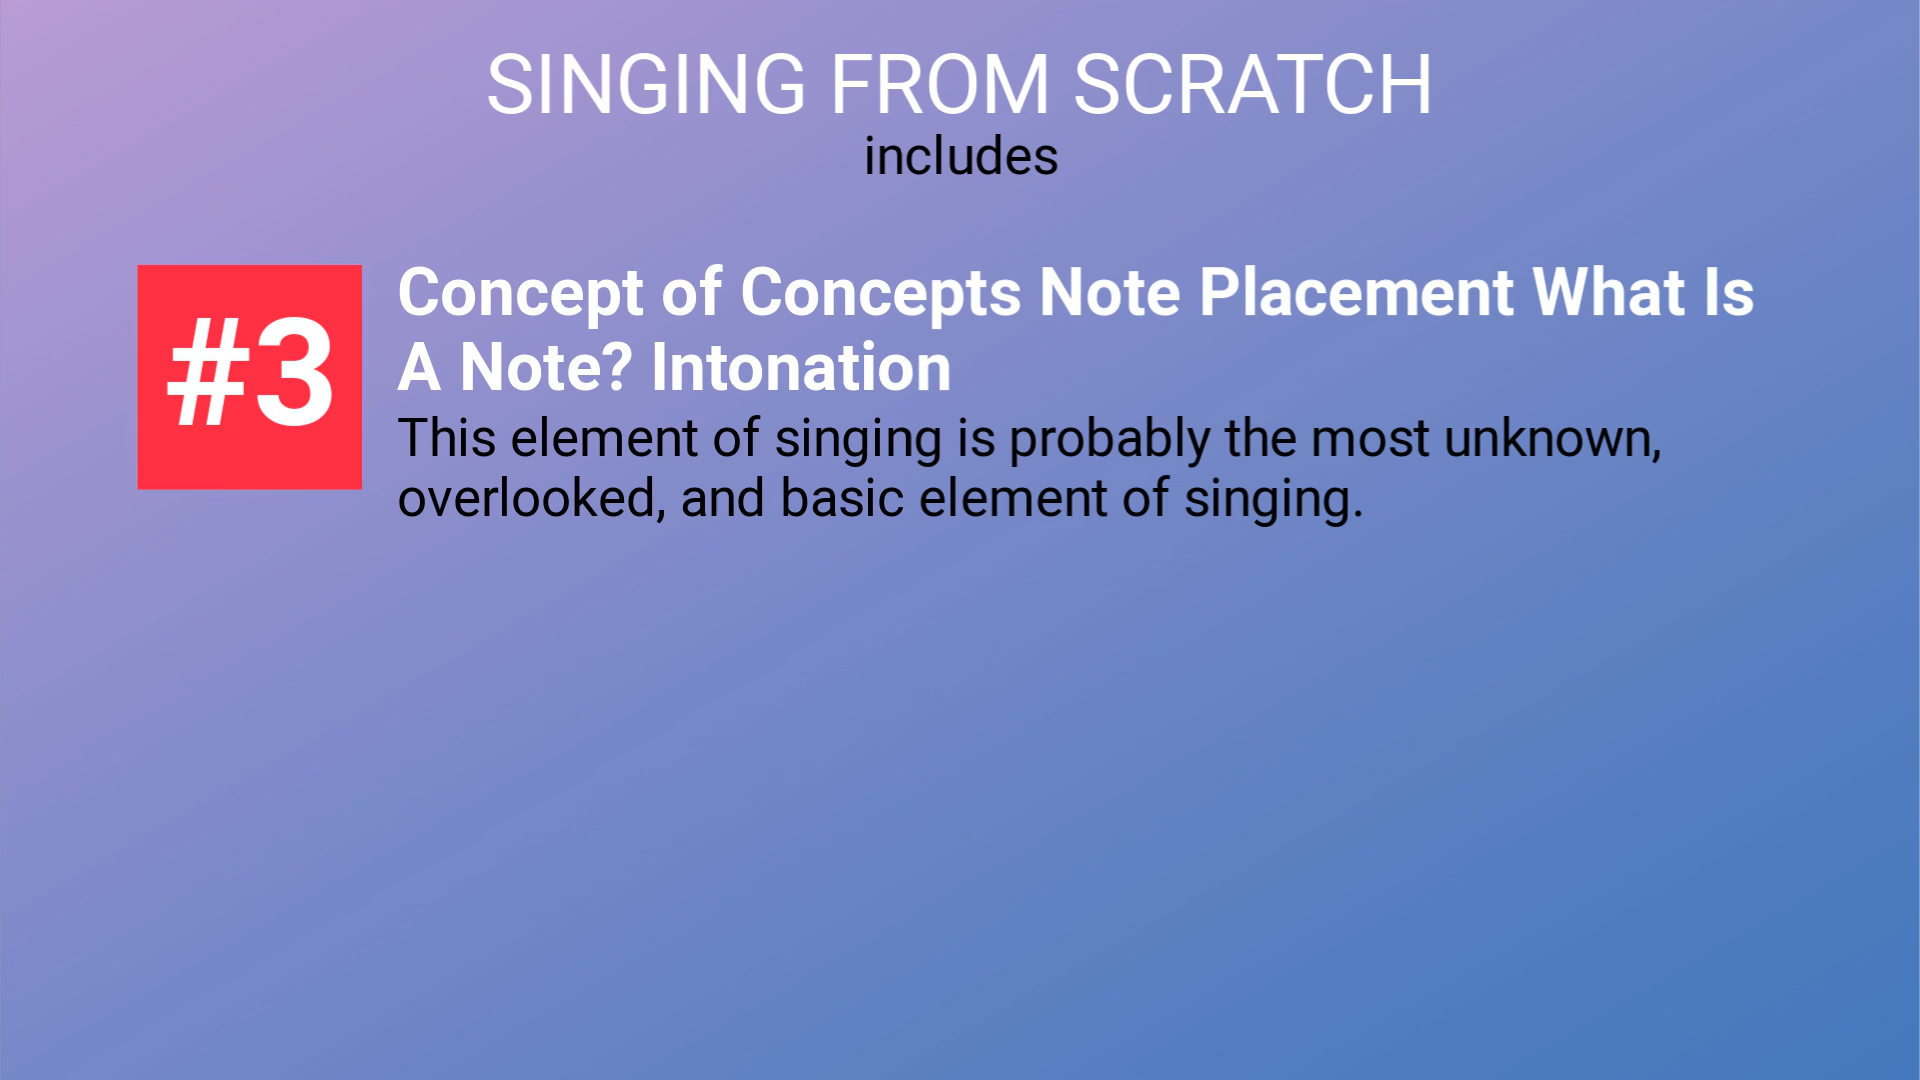 SINGING FROM SCRATCH
includes
#3
Concept of Concepts Note Placement What Is
A Note? Intonation
This element of singing is probably the most unknown,
overlooked, and basic element of singing.